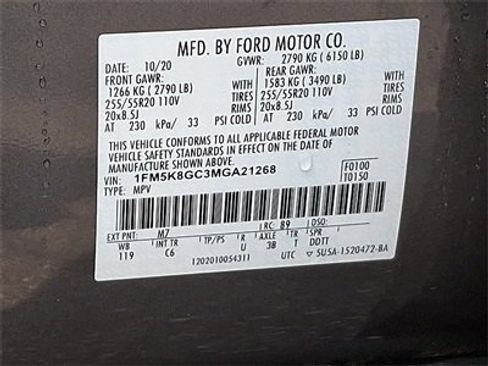 MFD. BY FORD MOTOR CO.
DATE: 10/20 GVWR: 2790 KG ( 6150 LB)
FRONT GAWR: REAR GAWR:
1266 KG ( 2790 LB) WITH 1583 KG ( 3490 LB) WITH
255/55R20 110V TIRES 255/55R20 110V TIRES
20x8.5J RIMS 20x8.5J RIMS
AT 230 kPa/ 33 PSI COLD AT 230 kPa/ 33 PSI COLD
THIS VEHICLE CONFORMS TO ALL APPLICABLE FEDERAL MOTOR
VEHICLE SAFETY STANDARDS IN EFFECT ON THE DATE OF
MANUFACTURE SHOWN ABOVE.
VIN: 1FM5K8GC3MGA21268 F0100
TYPE: MPV T0150
EXT PNT: M7 RC: 89 DSO:
WB INT TR TP/PS R AXLE TR SPR
119 C6 U 3B T DDTT
1202010054311 UTC ▽ 5U5A-1520472-BA